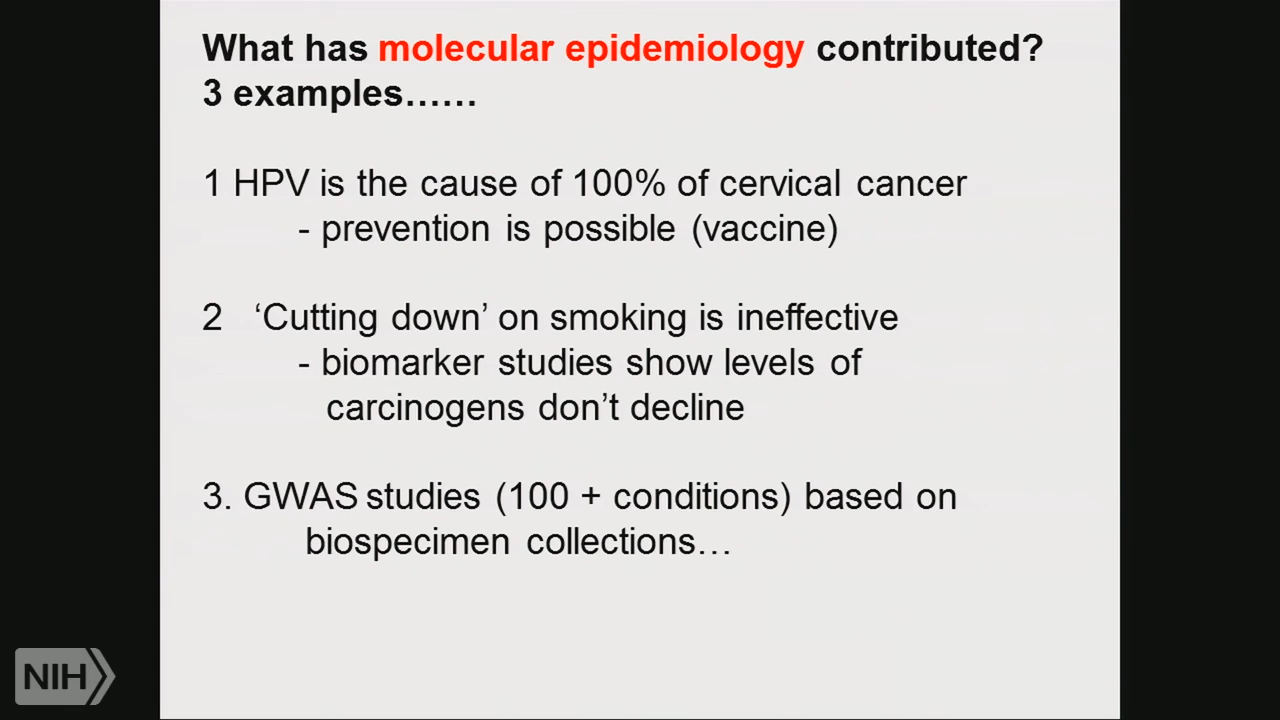 What has molecular epidemiology contributed?
3 examples……
1 HPV is the cause of 100% of cervical cancer
- prevention is possible (vaccine)
2 ‘Cutting down’ on smoking is ineffective
- biomarker studies show levels of
carcinogens don’t decline
3. GWAS studies (100 + conditions) based on
biospecimen collections…
NIH